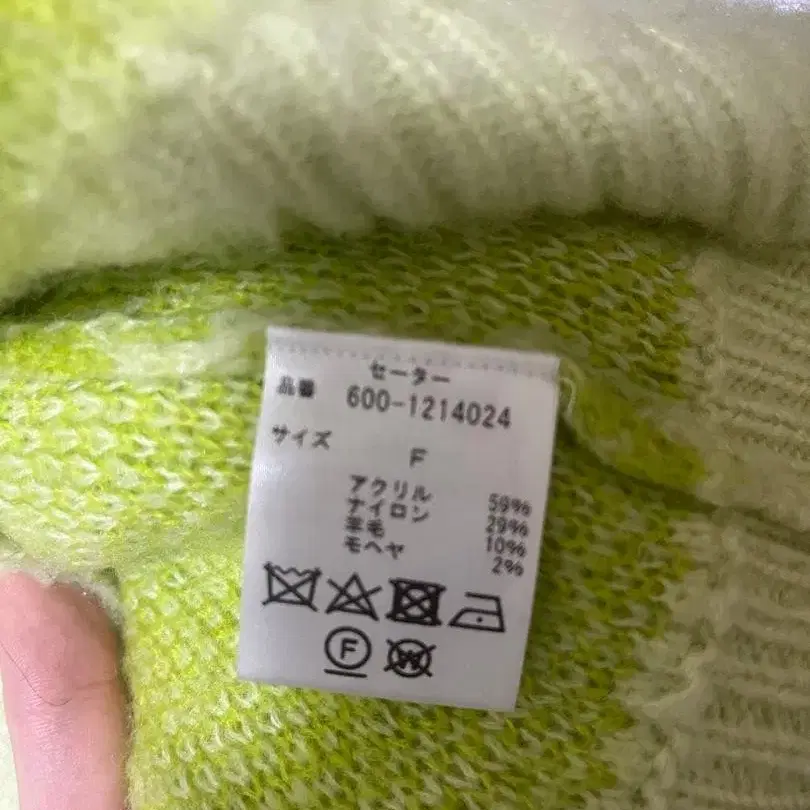 セーター
品番 600-1214024
サイズ
F
アクリル 59%
ナイロン 29%
羊毛 10%
モヘヤ 2%
F W